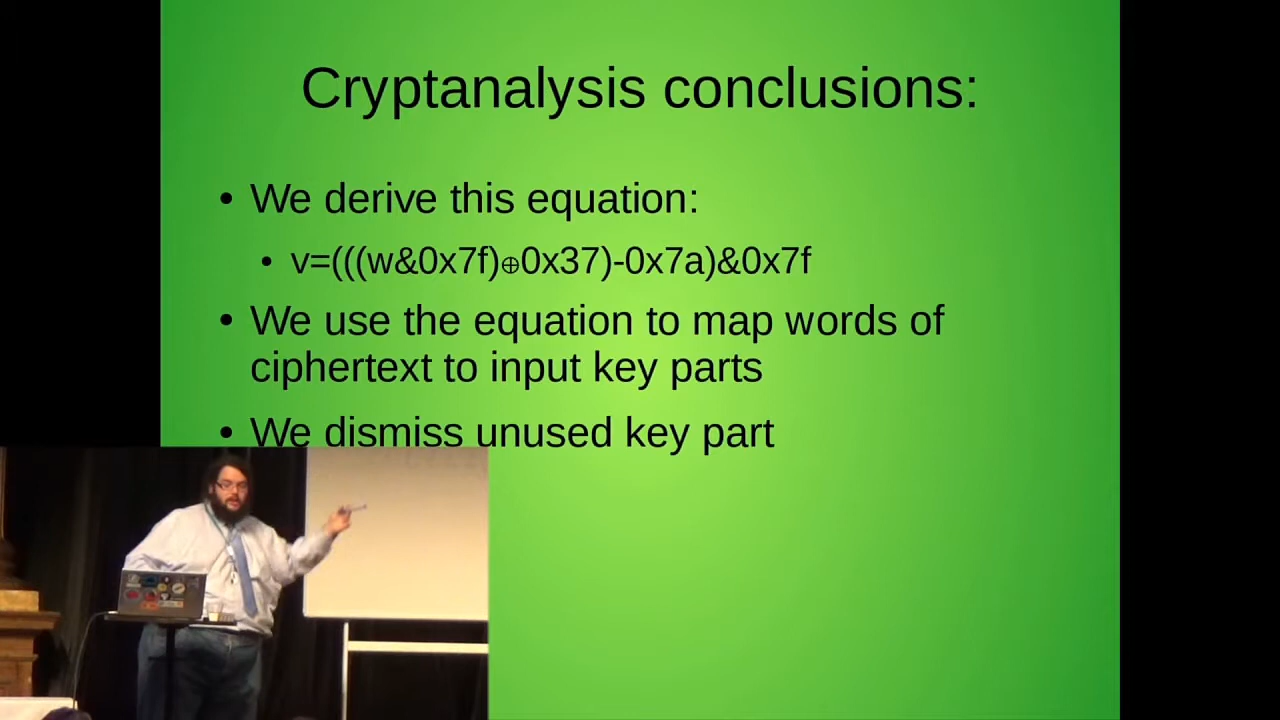 Cryptanalysis conclusions:
• We derive this equation:
• v=(((w&0x7f)⊕0x37)-0x7a)&0x7f
• We use the equation to map words of
ciphertext to input key parts
• We dismiss unused key part